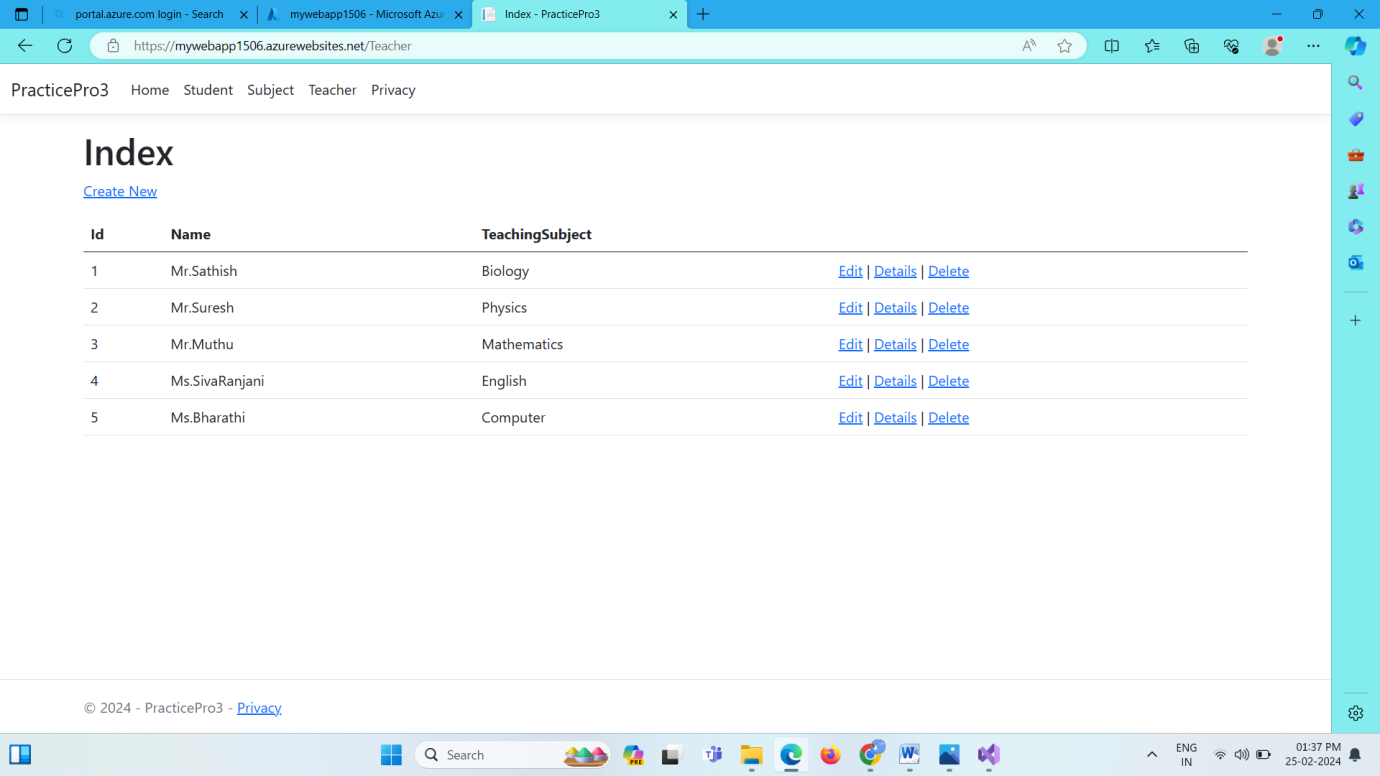 portal.azure.com login - Search
mywebapp1506 - Microsoft Azu
Index - PracticePro3
https://mywebapp1506.azurewebsites.net/Teacher
PracticePro3 Home Student Subject Teacher Privacy
Index
Create New
Id Name TeachingSubject
1 Mr.Sathish Biology Edit | Details | Delete
2 Mr.Suresh Physics Edit | Details | Delete
3 Mr.Muthu Mathematics Edit | Details | Delete
4 Ms.SivaRanjani English Edit | Details | Delete
5 Ms.Bharathi Computer Edit | Details | Delete
© 2024 - PracticePro3 - Privacy
Search
PRE
ENG
IN
01:37 PM
25-02-2024